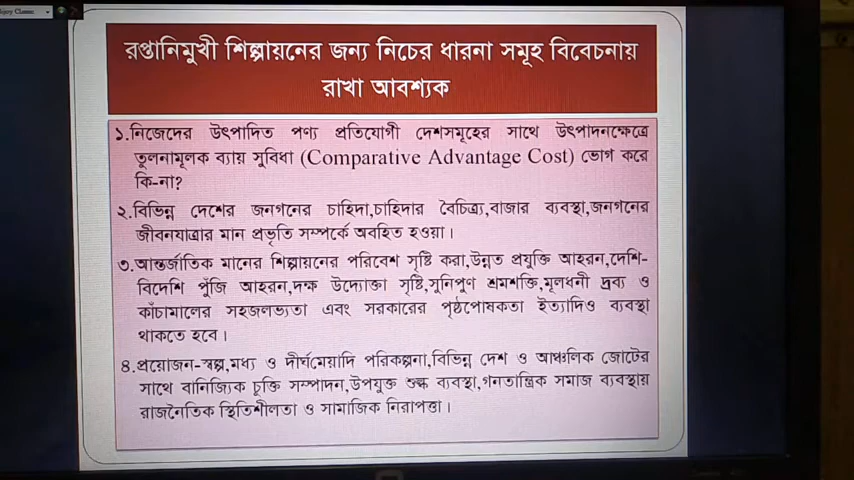 Bijoy Classic
রপ্তানিমুখী শিল্পায়নের জন্য নিচের ধারনা সমূহ বিবেচনায়
রাখা আবশ্যক
১.নিজেদের উৎপাদিত পণ্য প্রতিযোগী দেশসমূহের সাথে উৎপাদনক্ষেত্রে
তুলনামূলক ব্যায় সুবিধা (Comparative Advantage Cost) ভোগ করে
কি-না?
২.বিভিন্ন দেশের জনগনের চাহিদা,চাহিদার বৈচিত্র্য,বাজার ব্যবস্থা,জনগনের
জীবনযাত্রার মান প্রভৃতি সম্পর্কে অবহিত হওয়া।
৩.আন্তর্জাতিক মানের শিল্পায়নের পরিবেশ সৃষ্টি করা,উন্নত প্রযুক্তি আহরন,দেশি-
বিদেশি পুঁজি আহরন,দক্ষ উদ্যোক্তা সৃষ্টি,সুনিপুণ শ্রমশক্তি,মূলধনী দ্রব্য ও
কাঁচামালের সহজলভ্যতা এবং সরকারের পৃষ্ঠপোষকতা ইত্যাদিও ব্যবস্থা
থাকতে হবে।
৪.প্রয়োজন-স্বল্প,মধ্য ও দীর্ঘমেয়াদি পরিকল্পনা,বিভিন্ন দেশ ও আঞ্চলিক জোটের
সাথে বানিজ্যিক চুক্তি সম্পাদন,উপযুক্ত শুল্ক ব্যবস্থা,গনতান্ত্রিক সমাজ ব্যবস্থায়
রাজনৈতিক স্থিতিশীলতা ও সামাজিক নিরাপত্তা।